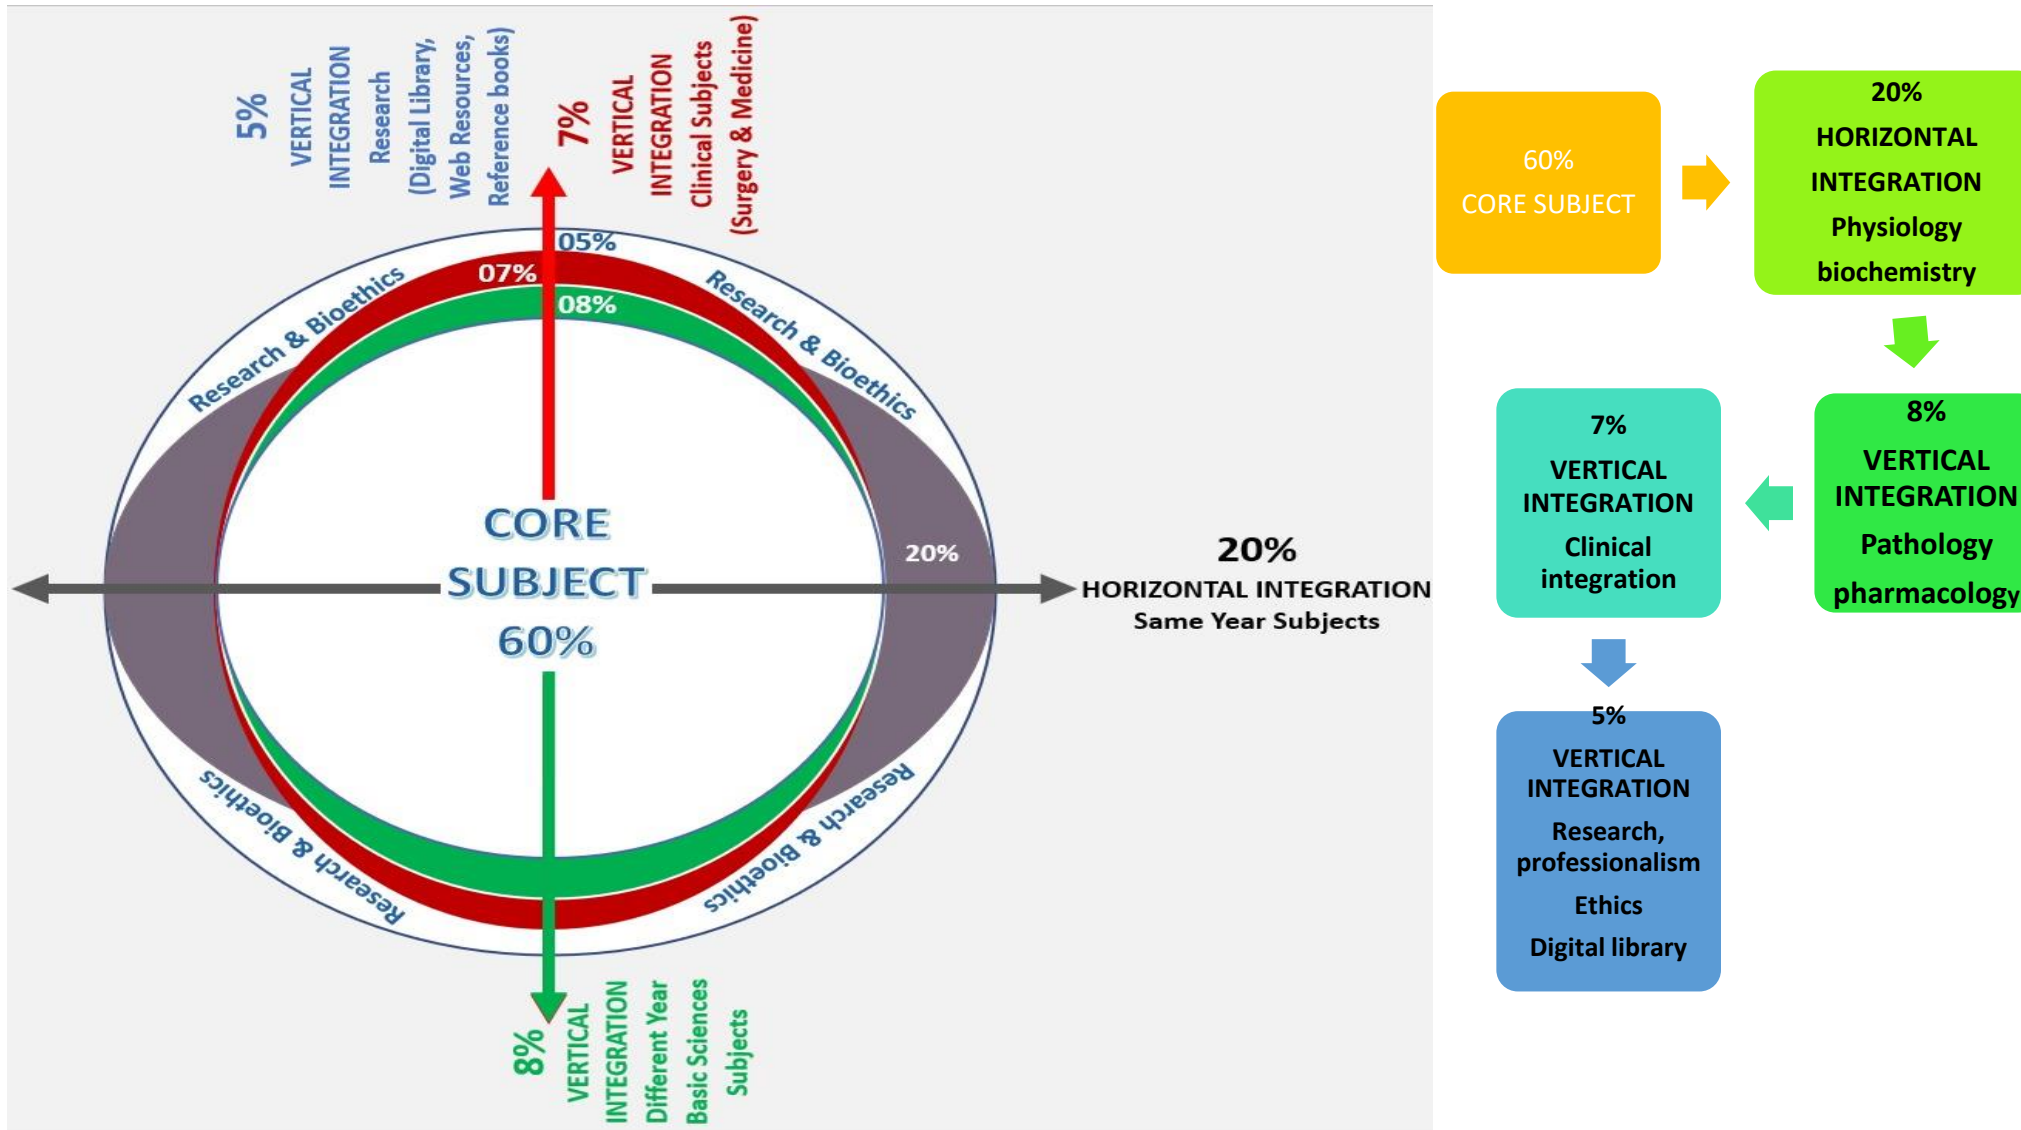 5%
VERTICAL
INTEGRATION
Research
(Digital Library,
Web Resources,
Reference books)
7%
VERTICAL
INTEGRATION
Clinical Subjects
(Surgery & Medicine)
05%
07%
08%
Research & Bioethics
Research & Bioethics
CORE
SUBJECT
60%
20%
20%
HORIZONTAL INTEGRATION
Same Year Subjects
Research & Bioethics
Research & Bioethics
8%
VERTICAL
INTEGRATION
Different Year
Basic Sciences
Subjects
60%
CORE SUBJECT
20%
HORIZONTAL
INTEGRATION
Physiology
biochemistry
8%
VERTICAL
INTEGRATION
Pathology
pharmacology
7%
VERTICAL
INTEGRATION
Clinical
integration
5%
VERTICAL
INTEGRATION
Research,
professionalism
Ethics
Digital library